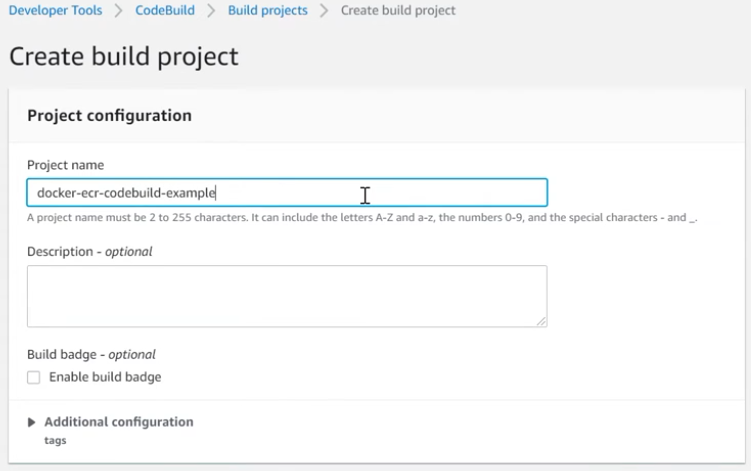 Developer Tools > CodeBuild > Build projects > Create build project
Create build project
Project configuration
Project name
docker-ecr-codebuild-example
A project name must be 2 to 255 characters. It can include the letters A-Z and a-z, the numbers 0-9, and the special characters - and _.
Description - optional
Build badge - optional
Enable build badge
Additional configuration
tags